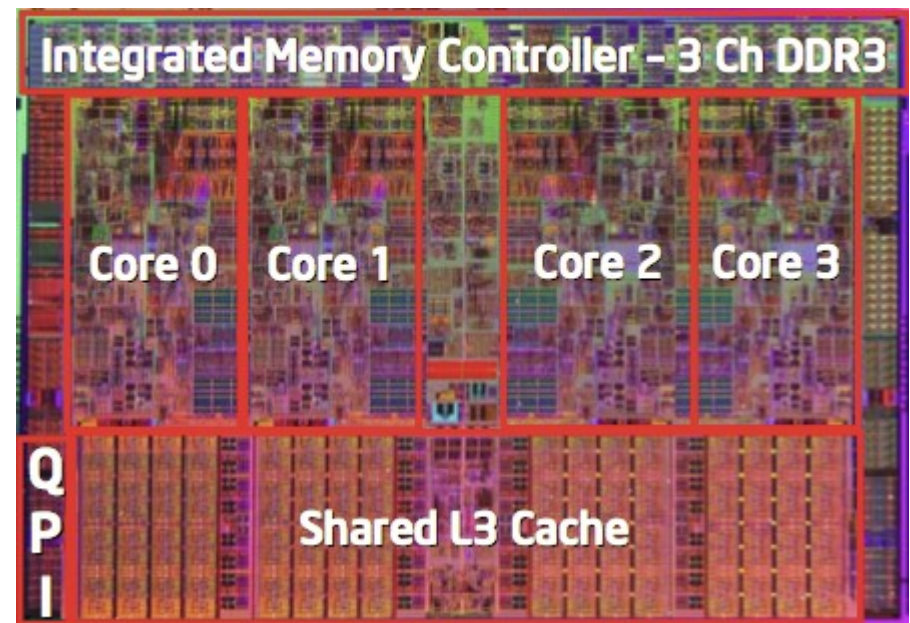 Integrated Memory Controller – 3 Ch DDR3
Core 0
Core 1
Core 2
Core 3
Q
P
I
Shared L3 Cache